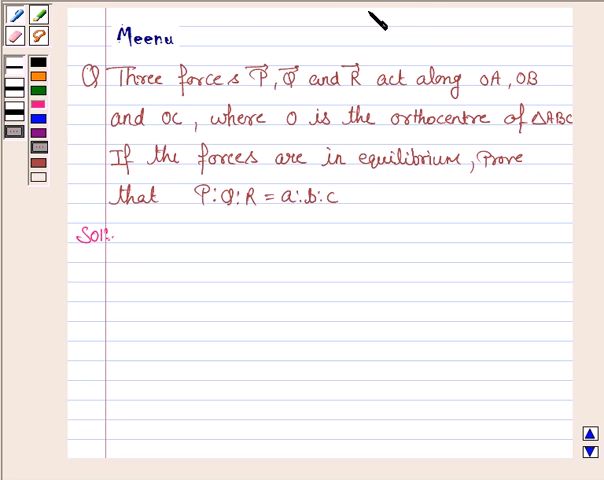 Meenu
Q Three forces P⃗, Q⃗ and R⃗ act along OA, OB
and OC, where O is the orthocentre of ΔABC
If the forces are in equilibrium, Prove
that P:Q:R = a:b:c
Sol: